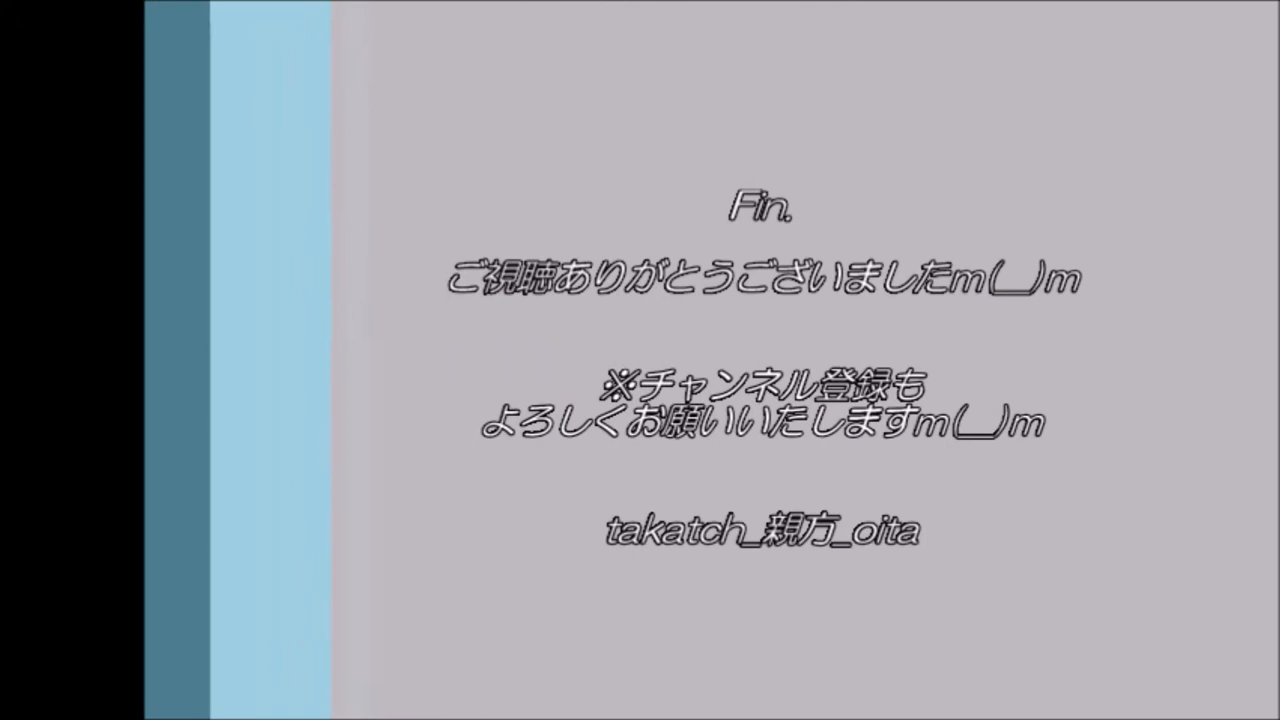 Fin.
ご視聴ありがとうございましたm(__)m
※チャンネル登録も
よろしくお願いいたしますm(__)m
takatch_親方_oita